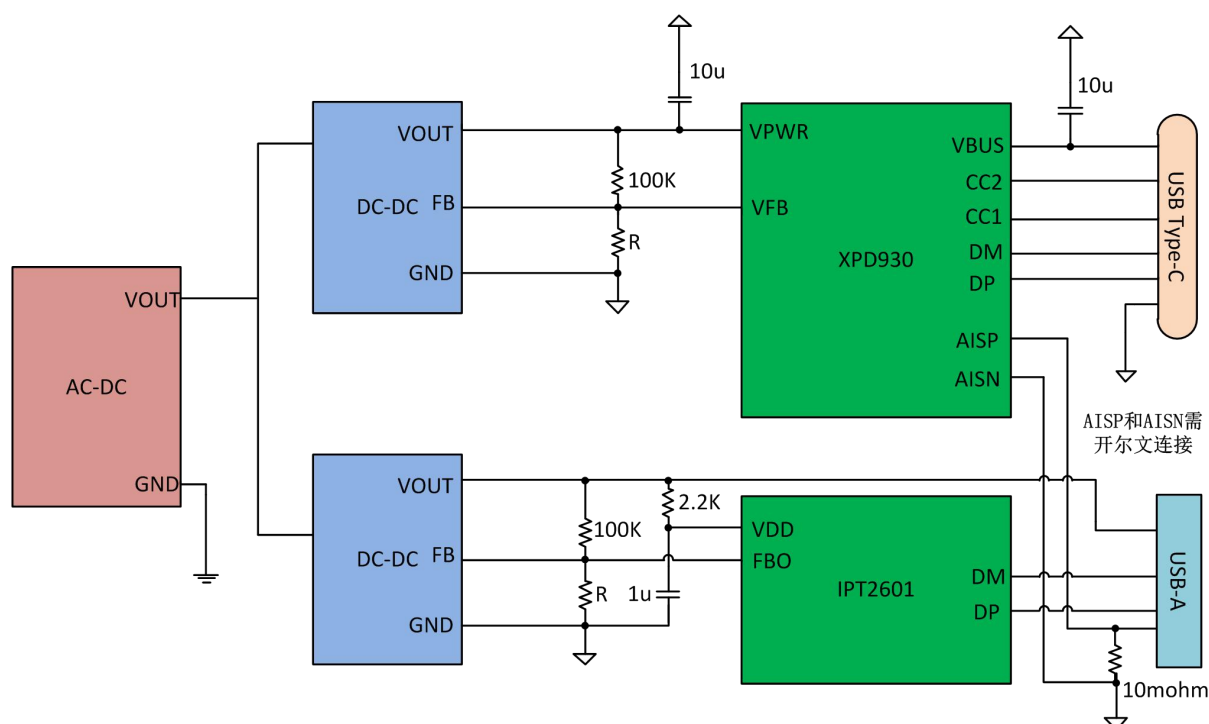 10u
10u
VOUT
VPWR
VBUS
100K
CC2
DC-DC
FB
VFB
CC1
R
XPD930
DM
GND
DP
USB Type-C
VOUT
AISP
AC-DC
AISN
AISP和AISN需
开尔文连接
GND
VOUT
2.2K
100K
VDD
DC-DC
FB
FBO
R
1u
IPT2601
DM
USB-A
GND
DP
10mohm